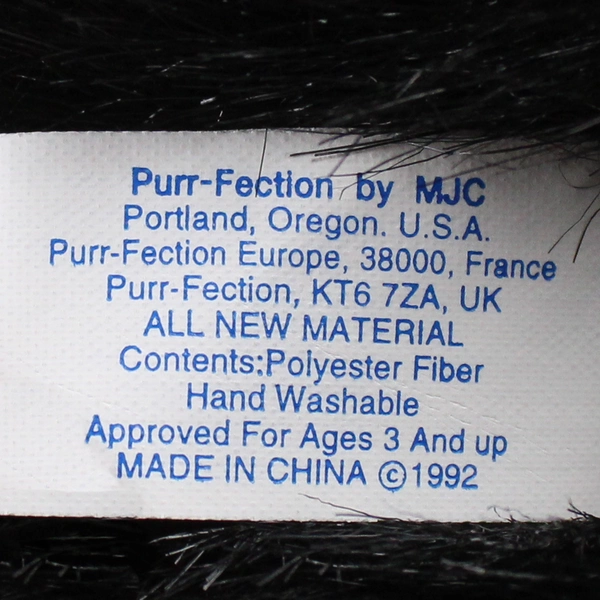 Purr-Fection by MJC
Portland, Oregon. U.S.A.
Purr-Fection Europe, 38000, France
Purr-Fection, KT6 7ZA, UK
ALL NEW MATERIAL
Contents:Polyester Fiber
Hand Washable
Approved For Ages 3 And up
MADE IN CHINA ©1992